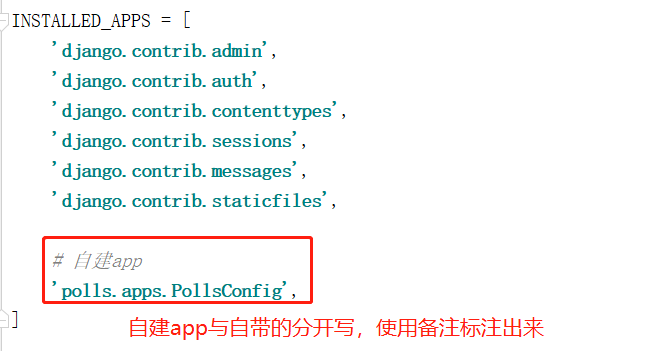 INSTALLED_APPS = [
'django.contrib.admin',
'django.contrib.auth',
'django.contrib.contenttypes',
'django.contrib.sessions',
'django.contrib.messages',
'django.contrib.staticfiles',
# 自建app
'polls.apps.PollsConfig',
]
自建app与自带的分开写，使用备注标注出来